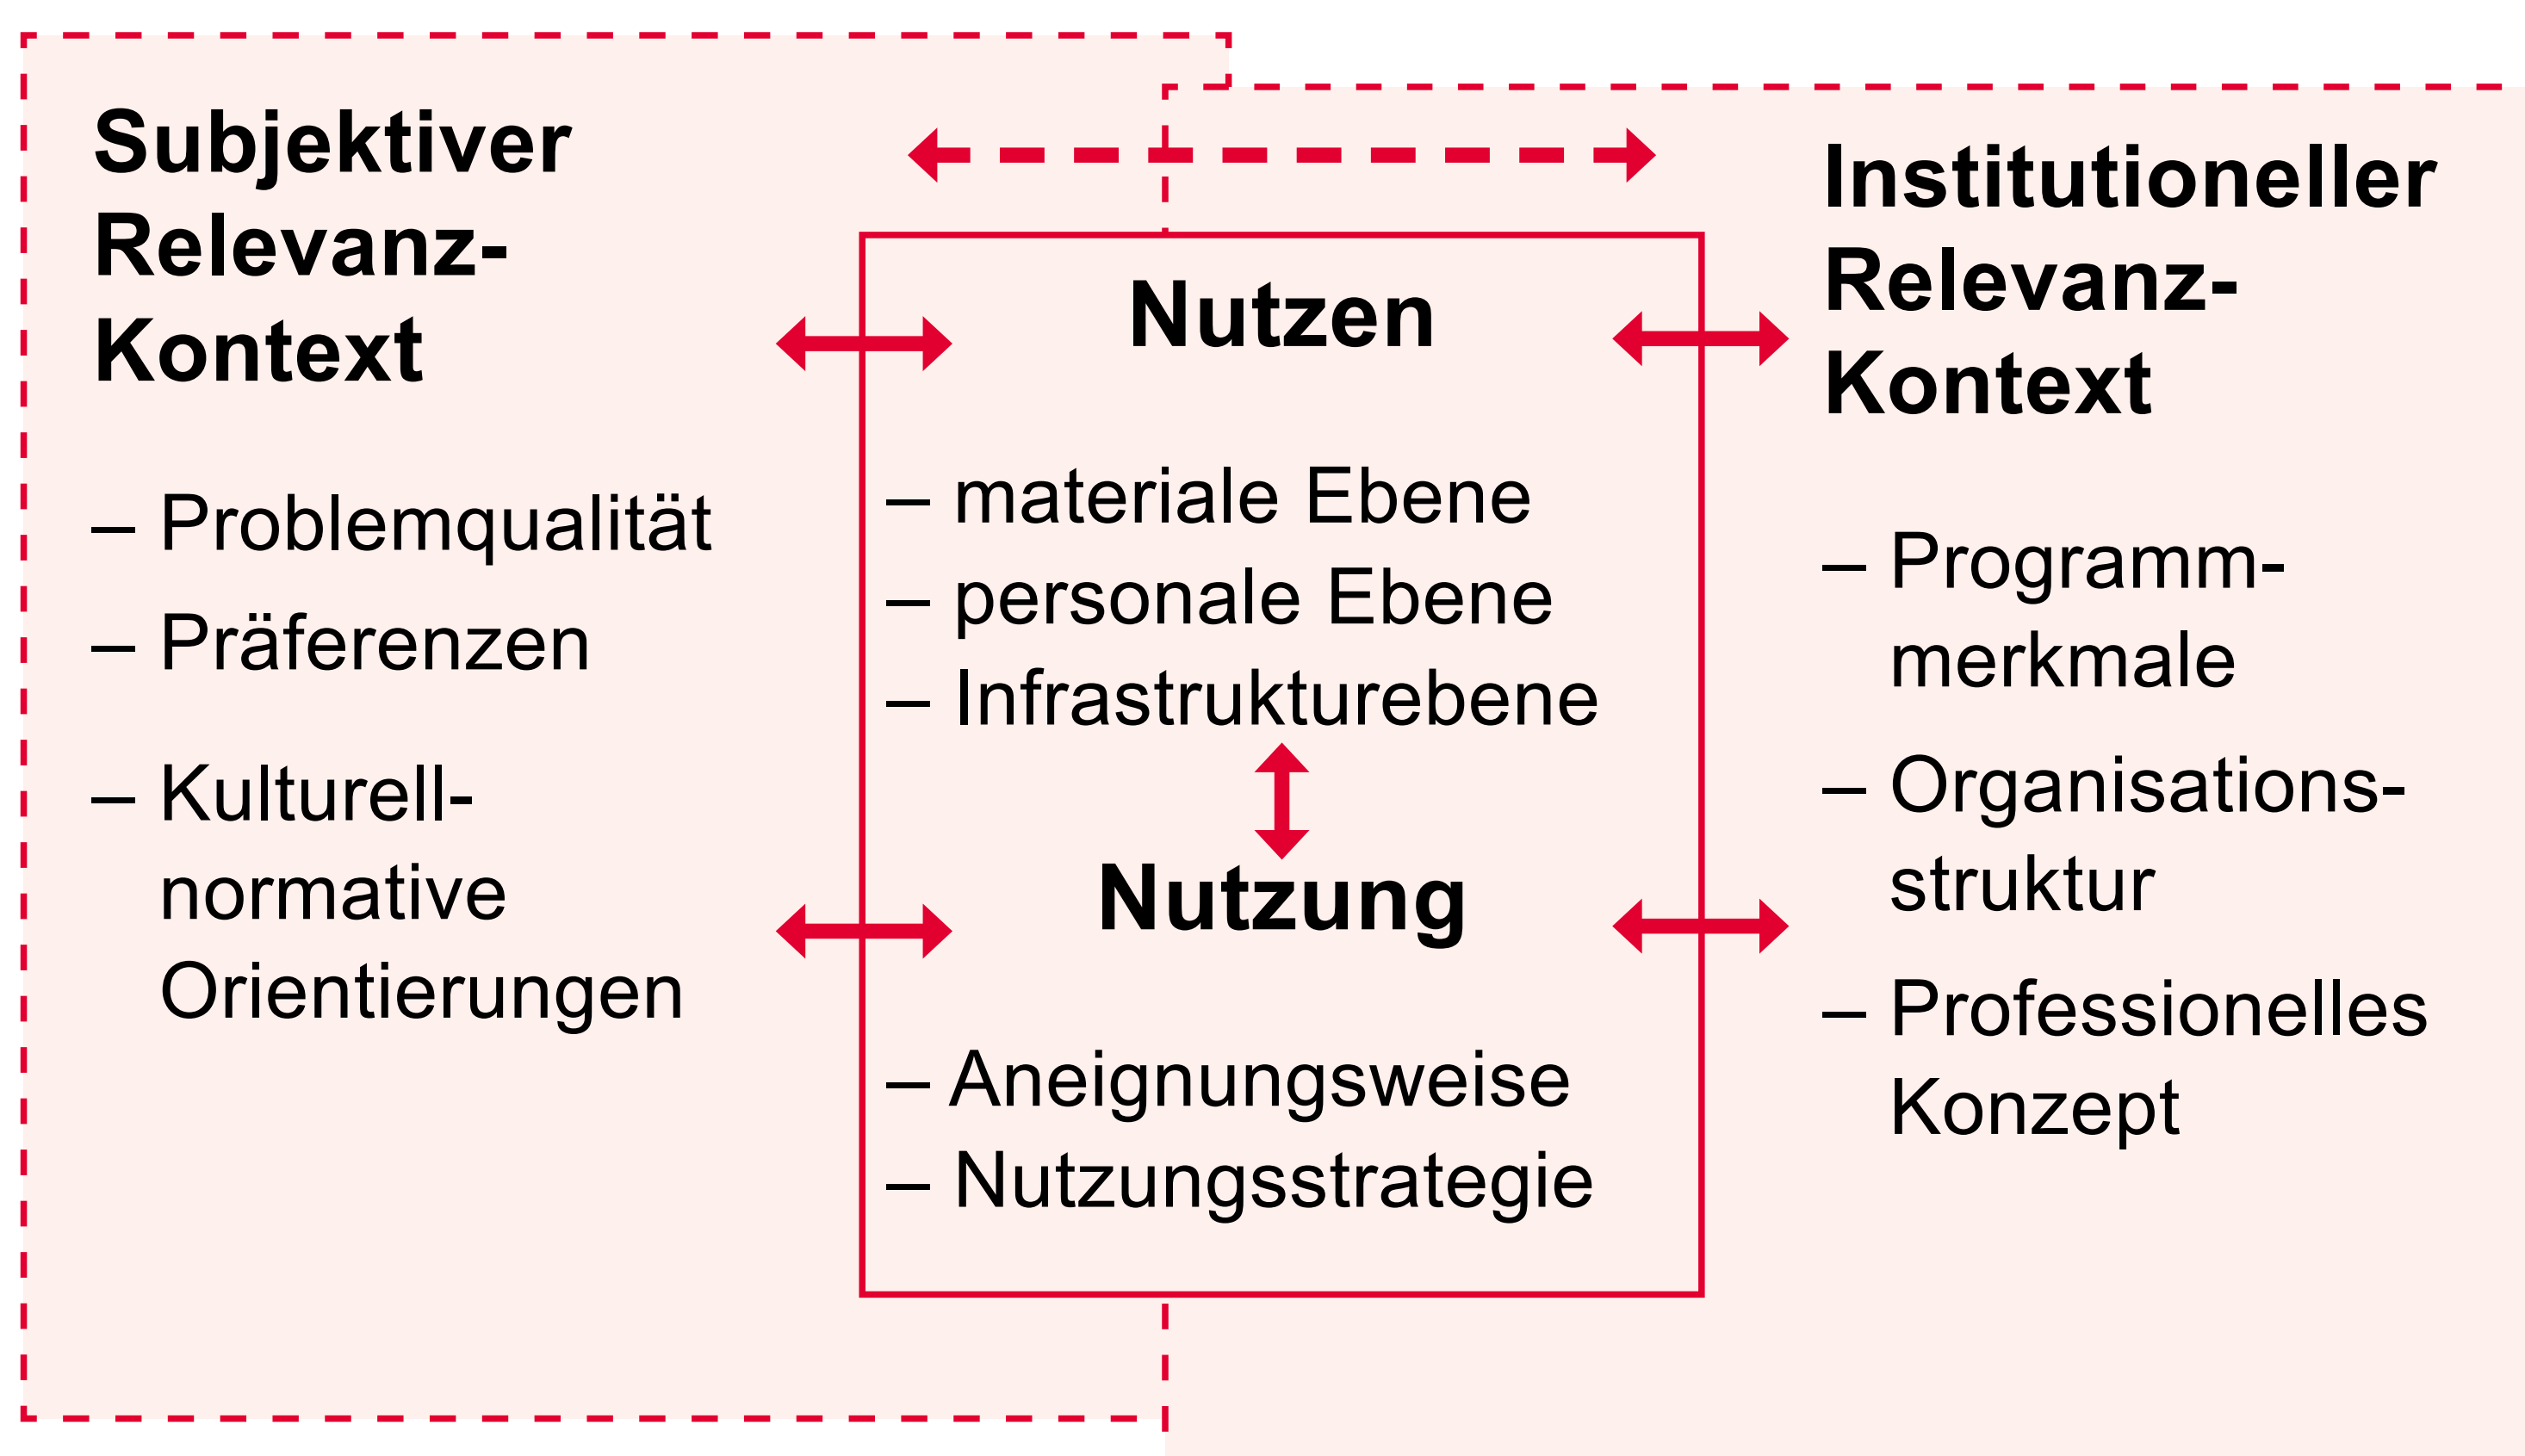 Subjektiver
Relevanz-
Kontext
– Problemqualität
– Präferenzen
– Kulturell-
normative
Orientierungen
Nutzen
– materiale Ebene
– personale Ebene
– Infrastrukturebene
Nutzung
– Aneignungsweise
– Nutzungsstrategie
Institutioneller
Relevanz-
Kontext
– Programm-
merkmale
– Organisations-
struktur
– Professionelles
Konzept